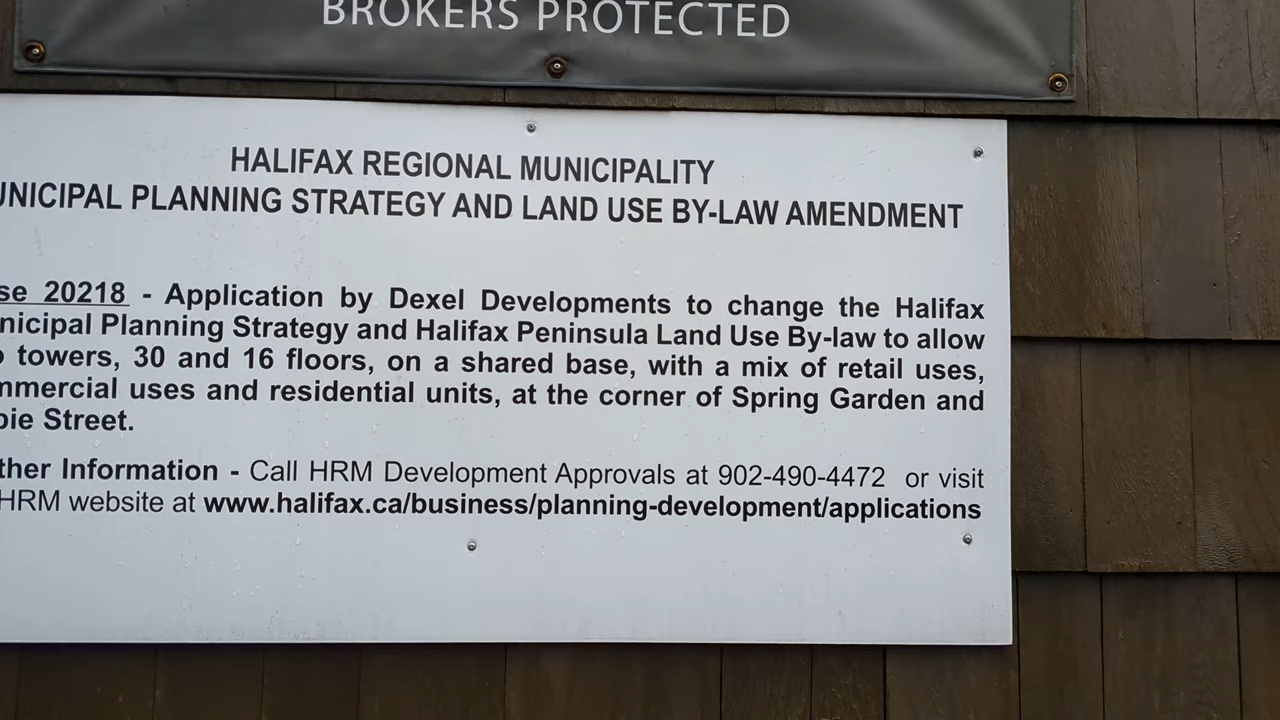 BROKERS PROTECTED
HALIFAX REGIONAL MUNICIPALITY
UNICIPAL PLANNING STRATEGY AND LAND USE BY-LAW AMENDMENT
se 20218 - Application by Dexel Developments to change the Halifax
nicipal Planning Strategy and Halifax Peninsula Land Use By-law to allow
o towers, 30 and 16 floors, on a shared base, with a mix of retail uses,
mmercial uses and residential units, at the corner of Spring Garden and
bie Street.
ther Information - Call HRM Development Approvals at 902-490-4472 or visit
HRM website at www.halifax.ca/business/planning-development/applications